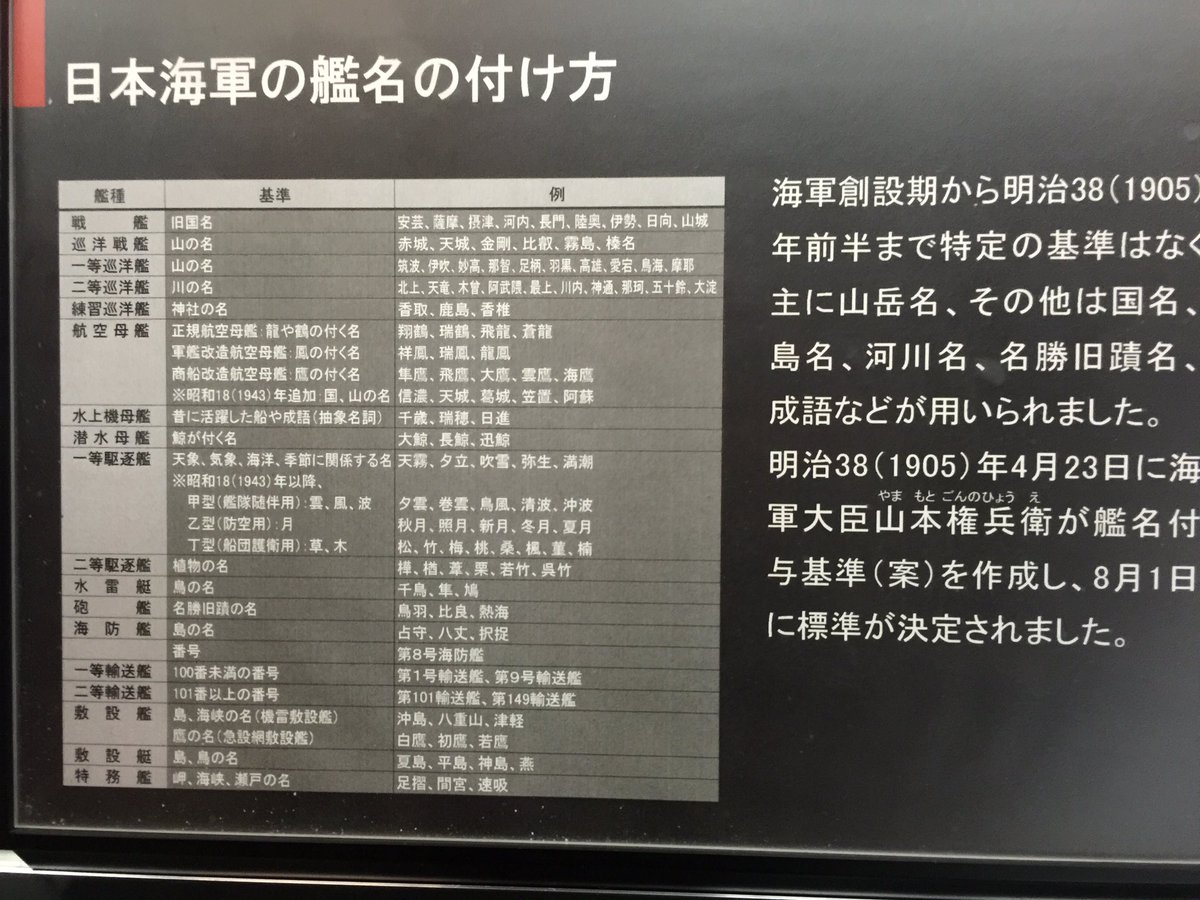 日本海軍の艦名の付け方
艦種 基準 例
戦艦 旧国名 安芸、薩摩、摂津、河内、長門、陸奥、伊勢、日向、山城
巡洋戦艦 山の名 赤城、天城、金剛、比叡、霧島、榛名
一等巡洋艦 山の名 筑波、伊吹、妙高、那智、足柄、羽黒、高雄、愛宕、鳥海、摩耶
二等巡洋艦 川の名 北上、天竜、木曽、阿武隈、最上、川内、神通、那珂、五十鈴、大淀
練習巡洋艦 神社の名 香取、鹿島、香椎
航空母艦 正規航空母艦:龍や鶴の付く名 翔鶴、瑞鶴、飛龍、蒼龍
軍艦改造航空母艦:鳳の付く名 祥鳳、瑞鳳、龍鳳
商船改造航空母艦:鷹の付く名 隼鷹、飛鷹、大鷹、雲鷹、海鷹
※昭和18(1943)年追加:国、山の名 信濃、天城、葛城、笠置、阿蘇
水上機母艦 昔に活躍した船や成語(抽象名詞) 千歳、瑞穂、日進
潜水母艦 鯨が付く名 大鯨、長鯨、迅鯨
一等駆逐艦 天象、気象、海洋、季節に関係する名 天霧、夕立、吹雪、弥生、満潮
※昭和18(1943)年以降、
甲型(艦隊随伴用):雲、風、波 夕雲、巻雲、鳥風、清波、沖波
乙型(防空用):月 秋月、照月、新月、冬月、夏月
丁型(船団護衛用):草、木 松、竹、梅、桃、桑、楓、菫、楠
二等駆逐艦 植物の名 樺、楢、葦、栗、若竹、呉竹
水雷艇 鳥の名 千鳥、隼、鳩
砲艦 名勝旧蹟の名 鳥羽、比良、熱海
海防艦 島の名 占守、八丈、択捉
番号 第8号海防艦
一等輸送艦 100番未満の番号 第1号輸送艦、第9号輸送艦
二等輸送艦 101番以上の番号 第101輸送艦、第149輸送艦
敷設艦 島、海峡の名(機雷敷設艦) 沖島、八重山、津軽
鷹の名(急設網敷設艦) 白鷹、初鷹、若鷹
敷設艇 島、鳥の名 夏島、平島、神島、燕
特務艦 岬、海峡、瀬戸の名 足摺、間宮、速吸
海軍創設期から明治38(1905)
年前半まで特定の基準はなく
主に山岳名、その他は国名、
島名、河川名、名勝旧蹟名、
成語などが用いられました。
明治38(1905)年4月23日に海
やま もと ごんのひょう え
軍大臣山本権兵衛が艦名付
与基準(案)を作成し、8月1日
に標準が決定されました。